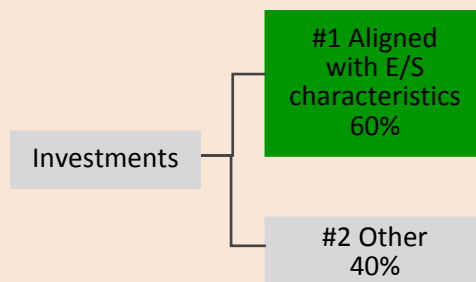 #1 Aligned
with E/S
characteristics
60%
Investments
#2 Other
40%